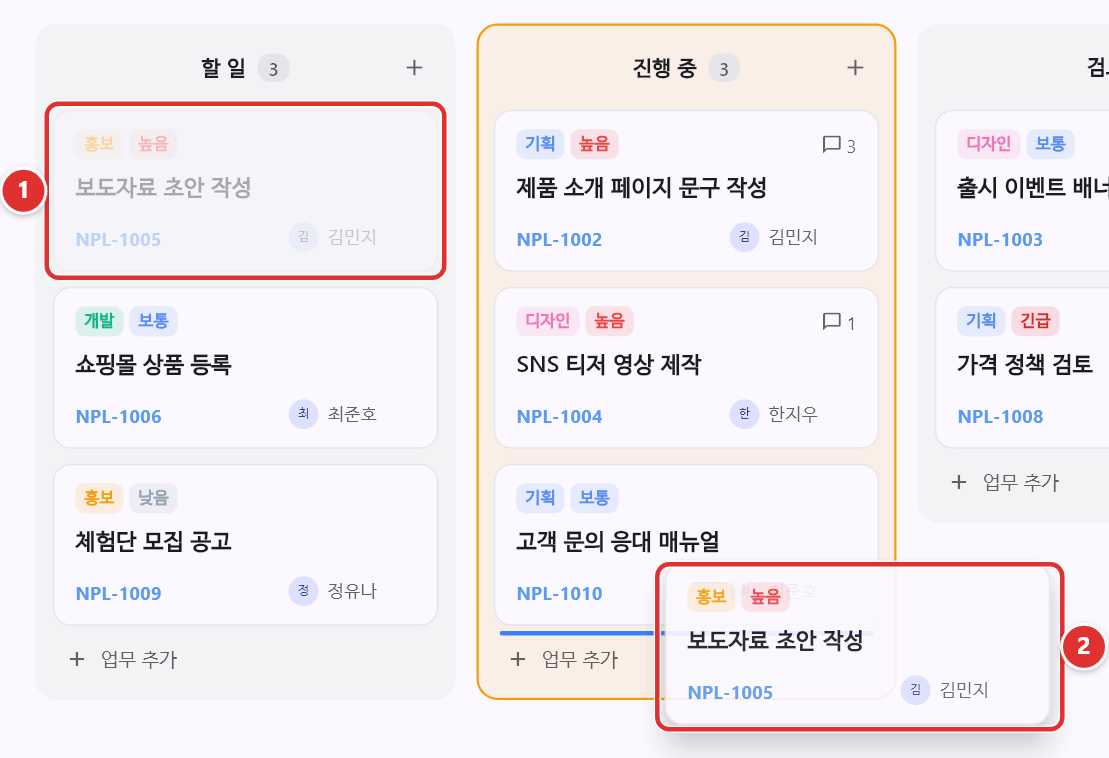 할 일 3 +
1
홍보 높음
보도자료 초안 작성
NPL-1005 김 김민지
개발 보통
쇼핑몰 상품 등록
NPL-1006 최 최준호
홍보 낮음
체험단 모집 공고
NPL-1009 정 정유나
+ 업무 추가
진행 중 3 +
기획 높음 3
제품 소개 페이지 문구 작성
NPL-1002 김 김민지
디자인 높음 1
SNS 티저 영상 제작
NPL-1004 한 한지우
기획 보통
고객 문의 응대 매뉴얼
NPL-1010
+ 업무 추가
홍보 높음
보도자료 초안 작성
NPL-1005 김 김민지
2
디자인 보통
출시 이벤트 배너
NPL-1003
기획 긴급
가격 정책 검토
NPL-1008
+ 업무 추가